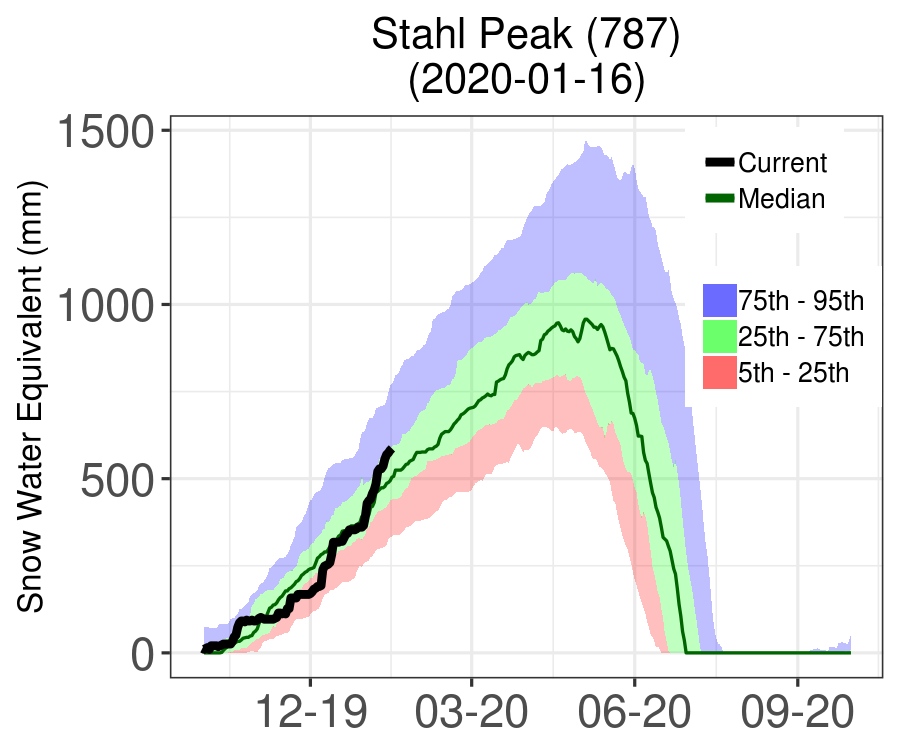 Stahl Peak (787)
(2020-01-16)
Snow Water Equivalent (mm)
1500
1000
500
0
12-19
03-20
06-20
09-20
Current
Median
75th - 95th
25th - 75th
5th - 25th